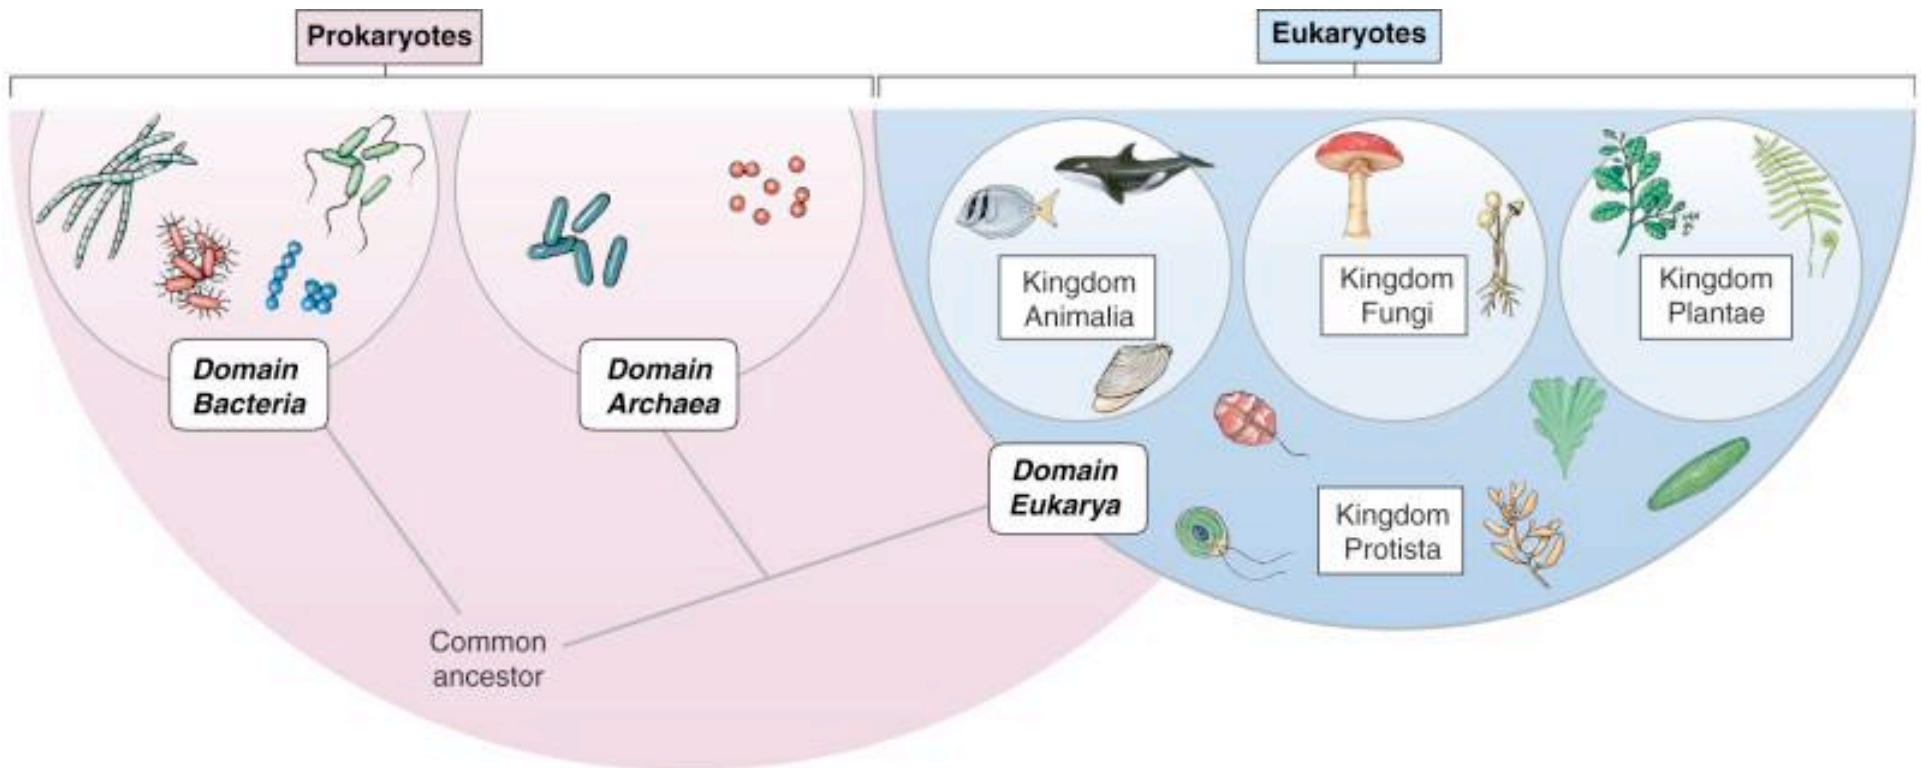 Prokaryotes
Eukaryotes
Kingdom
Animalia
Kingdom
Fungi
Kingdom
Plantae
Domain
Bacteria
Domain
Archaea
Domain
Eukarya
Kingdom
Protista
Common
ancestor